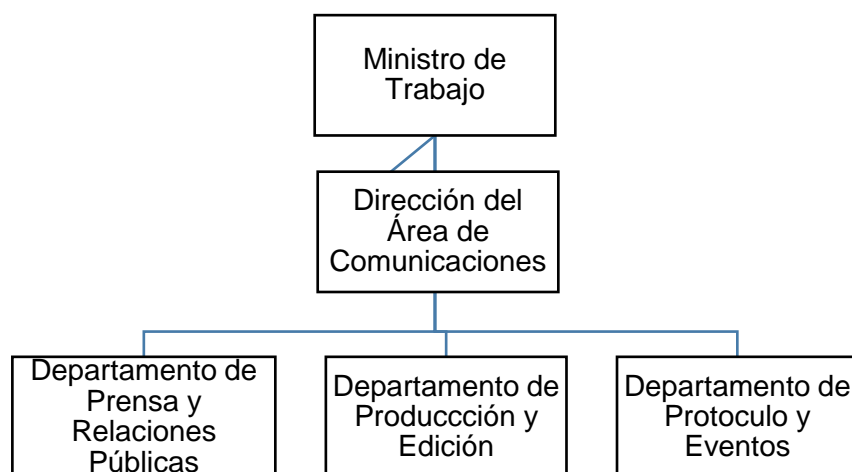 Ministro de
Trabajo
Dirección del
Área de
Comunicaciones
Departamento de
Prensa y
Relaciones
Públicas
Departamento de
Produccción y
Edición
Departamento de
Protoculo y
Eventos